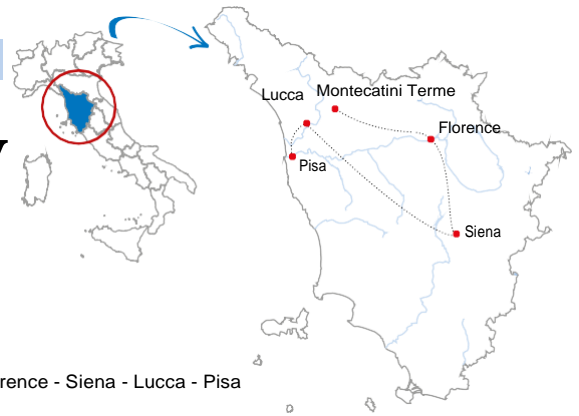 Montecatini Terme
Lucca
Florence
Pisa
Siena
rence - Siena - Lucca - Pisa